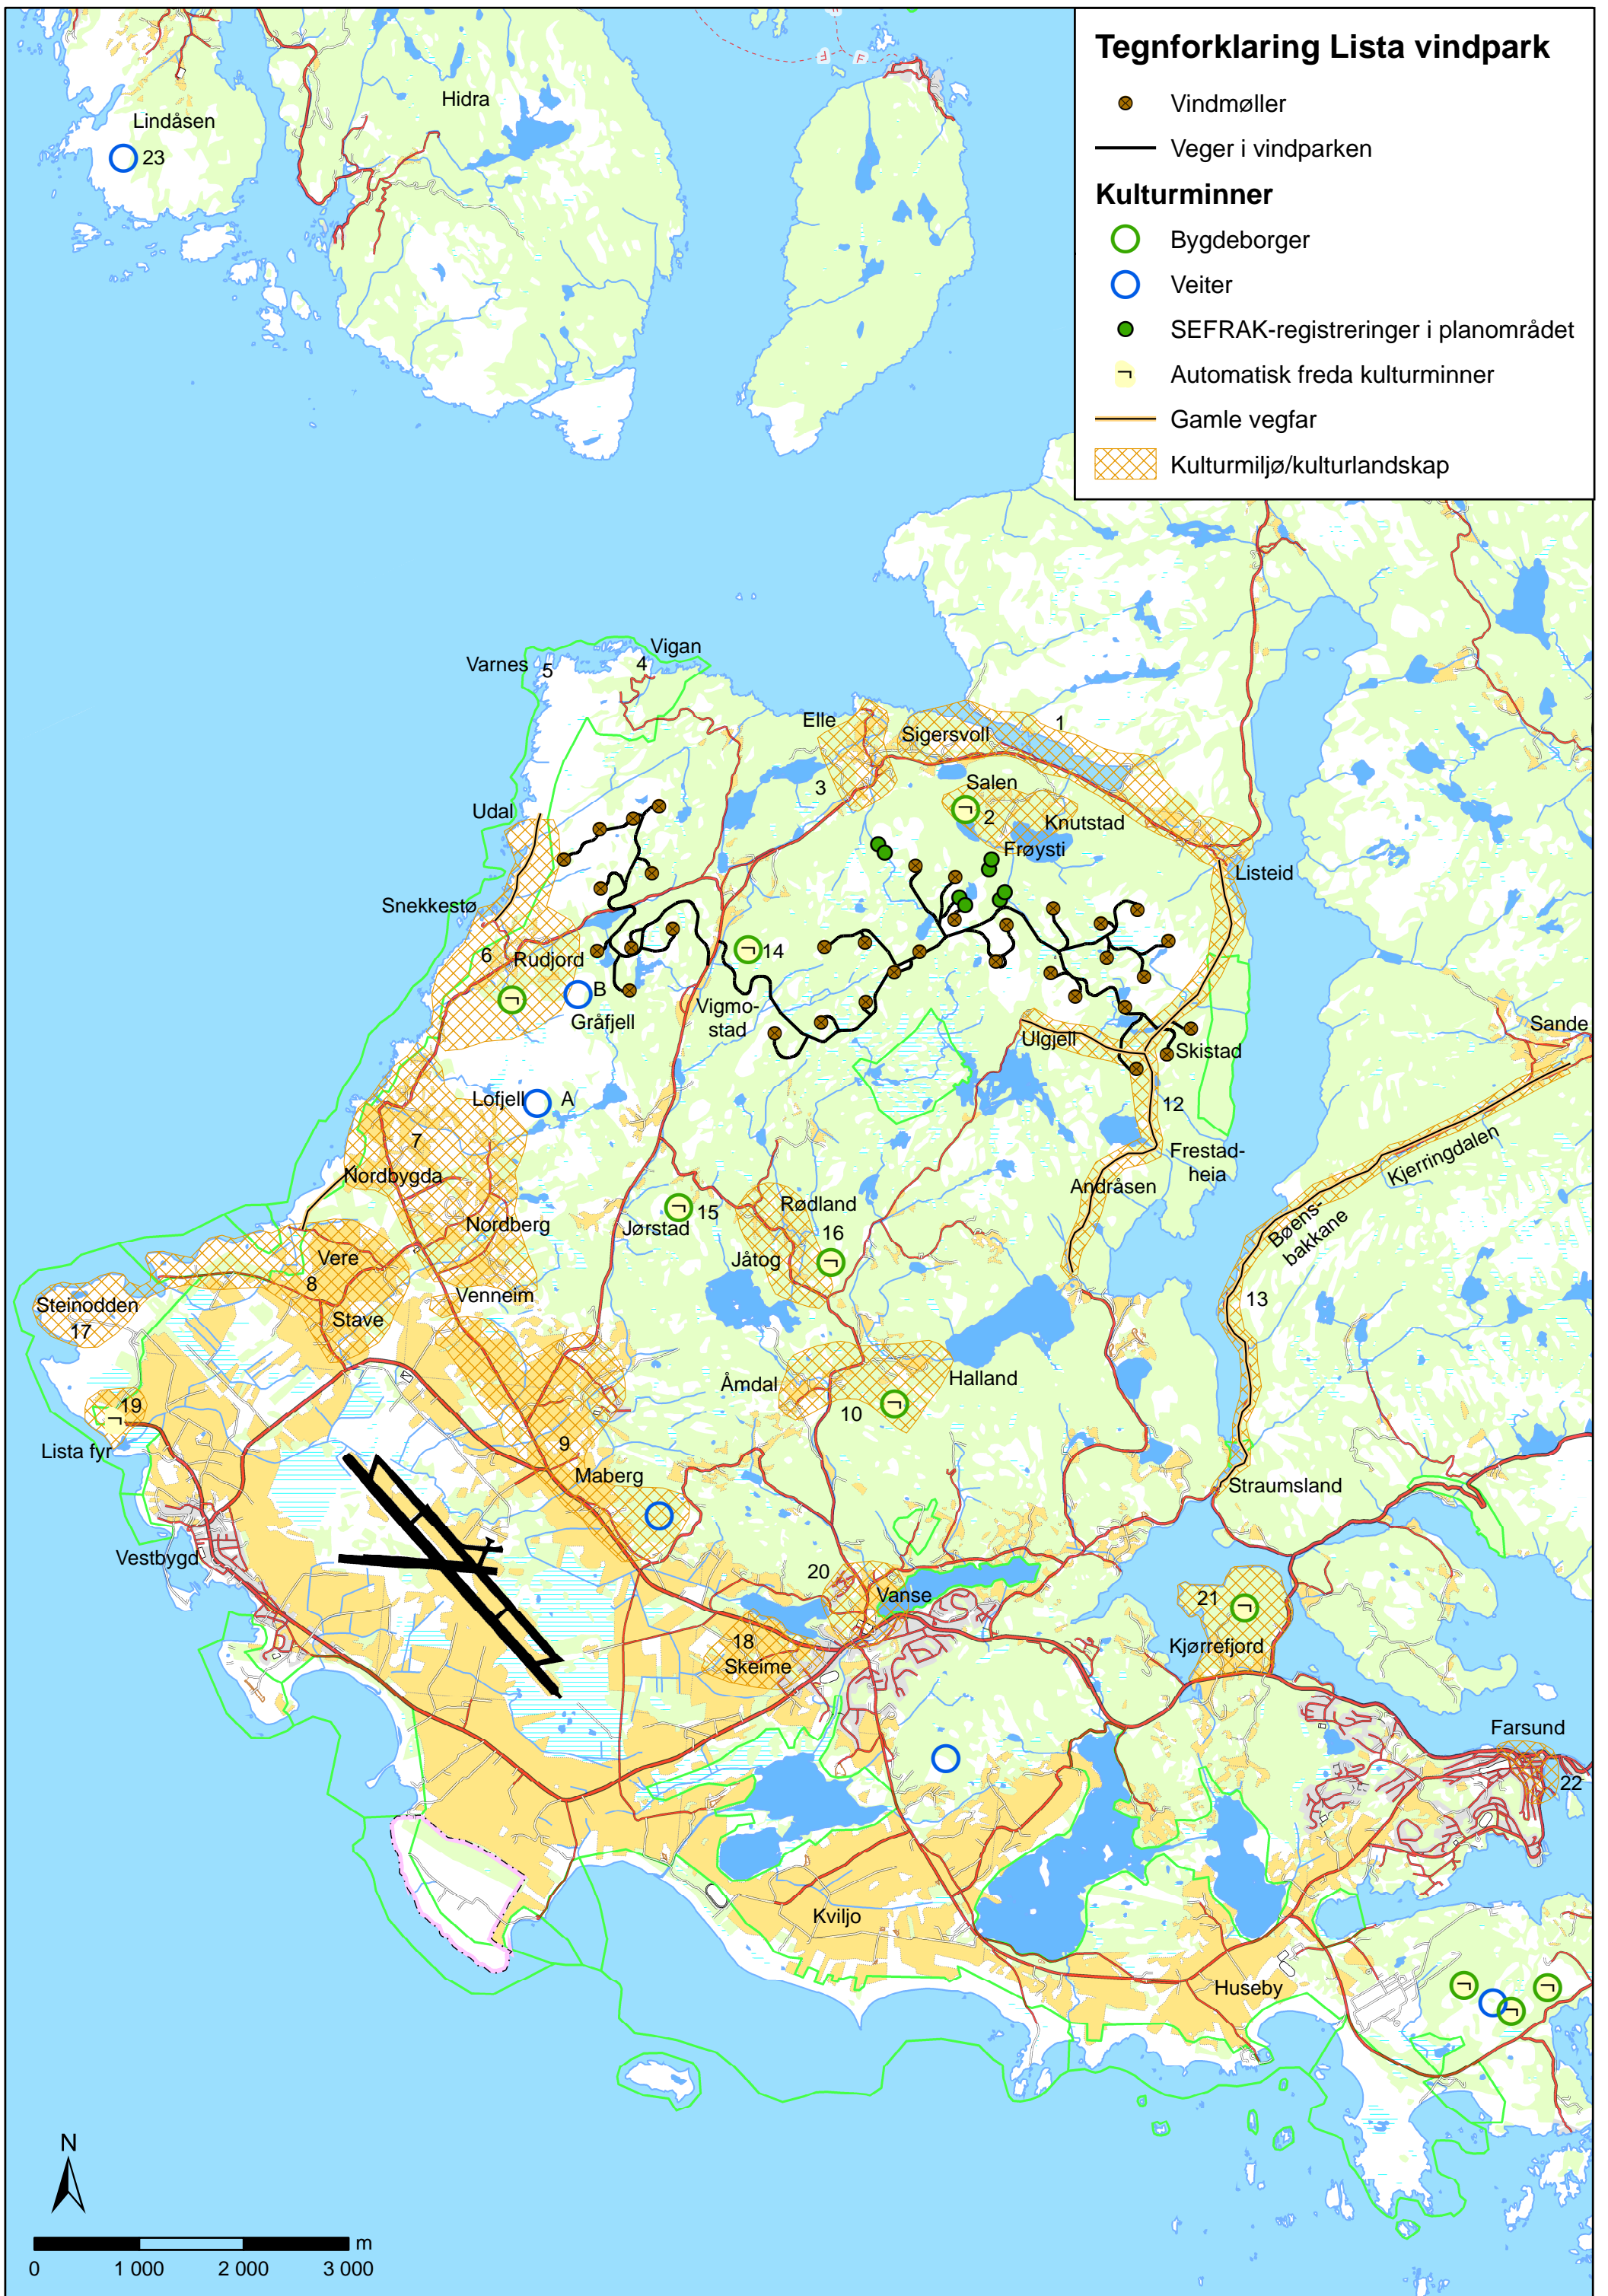 Tegnforklaring Lista vindpark
Vindmøller
Veger i vindparken
Kulturminner
Bygdeborger
Veiter
SEFRAK-registreringer i planområdet
Automatisk freda kulturminner
Gamle vegfar
Kulturmiljø/kulturlandskap
F
F
Hidra
Lindåsen
23
Vigan
Varnes
5
4
Elle
Sigersvoll
1
3
Salen
2
Knutstad
Udal
Frøysti
Listeid
Snekkestø
6
Rudjord
14
B
Gråfjell
Vigmo-
stad
Ulgjell
Skistad
Sande
Lofjell
A
12
7
Nordbygda
Frestad-
heia
Kjerringdalen
Andråsen
Rødland
15
Jørstad
16
Nordberg
Bøens-
bakkane
Vere
Jåtog
8
Venneim
Steinodden
17
Stave
13
Åmdal
Halland
19
10
Lista fyr
9
Maberg
Straumsland
Vestbygd
20
Vanse
21
18
Skeime
Kjørrefjord
Farsund
22
Kviljo
Huseby
N
m
0
1 000
2 000
3 000